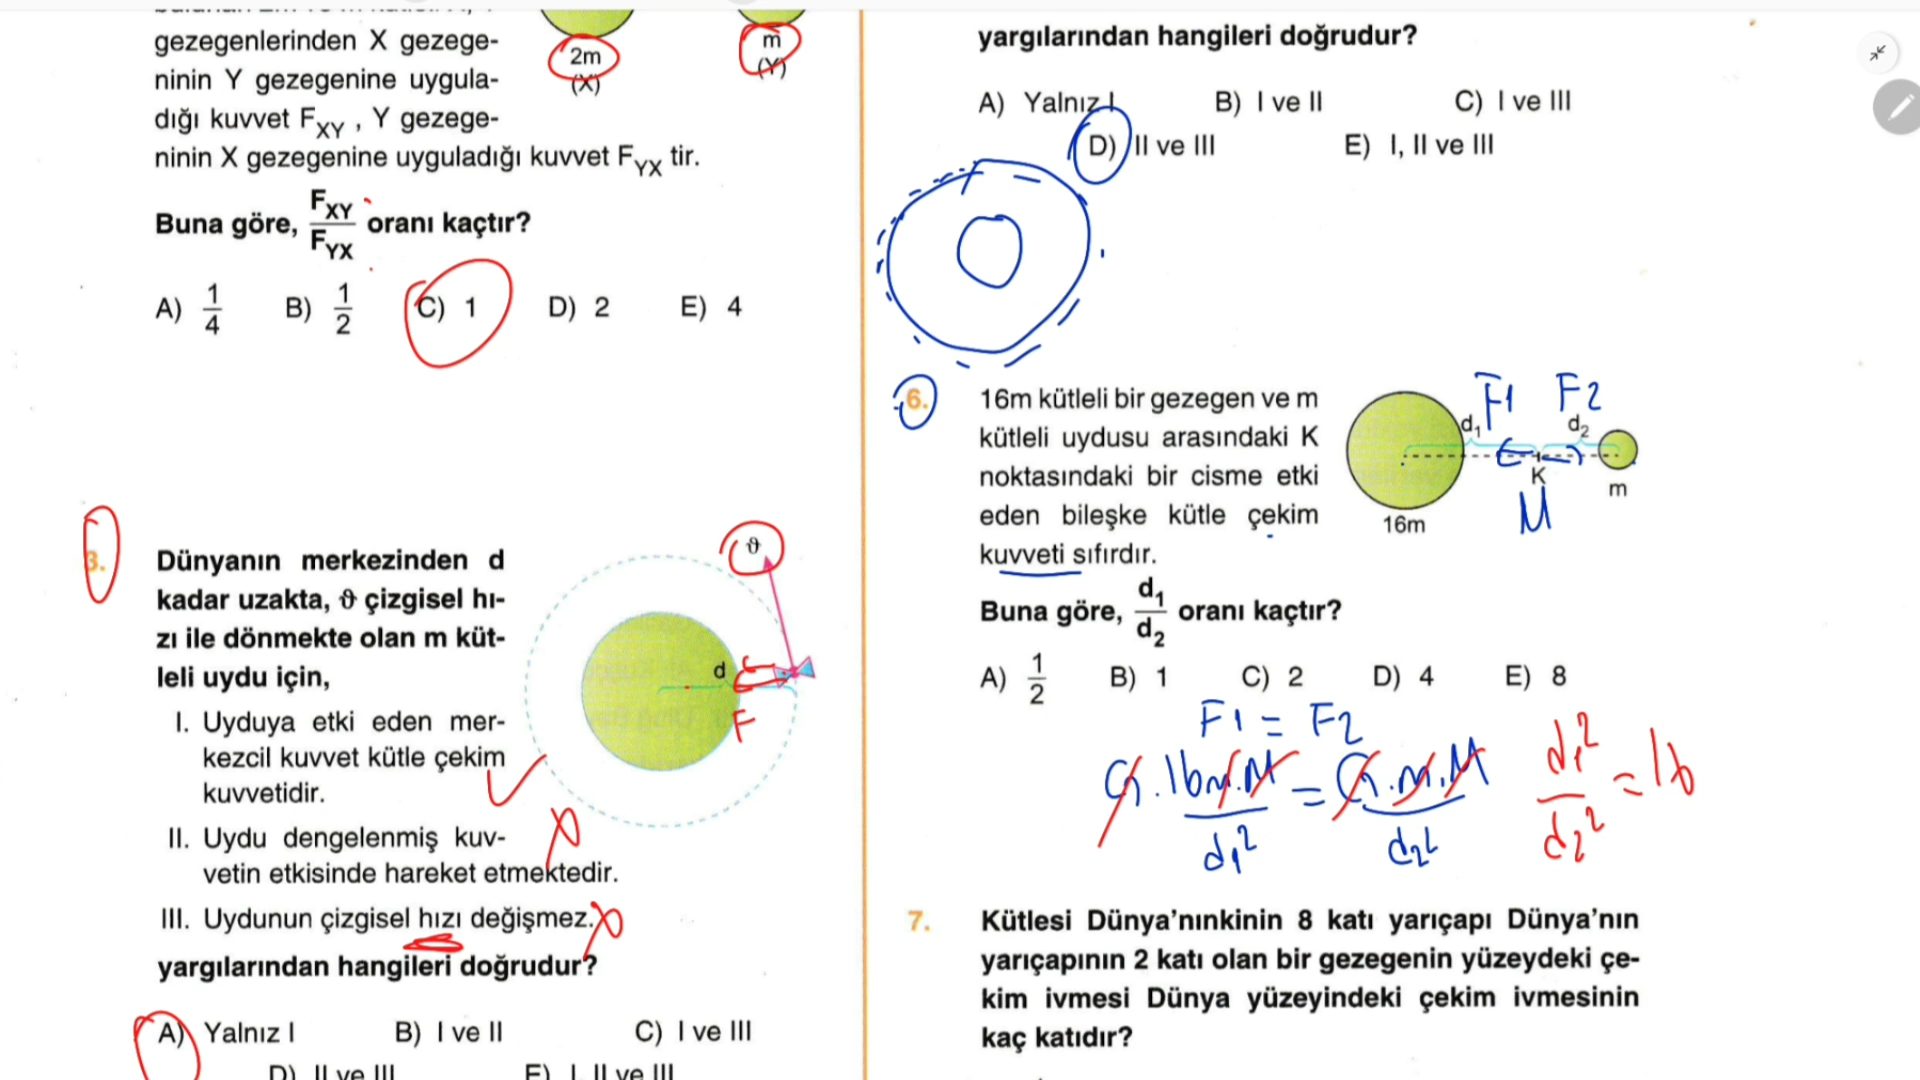 gezegenlerinden X gezege-
ninin Y gezegenine uygula-
dığı kuvvet FXY , Y gezege-
ninin X gezegenine uyguladığı kuvvet FYX tir.
2m
(X)
m
(Y)
Buna göre, FXY / FYX oranı kaçtır?
A) 1/4 B) 1/2 C) 1 D) 2 E) 4
3.
Dünyanın merkezinden d
kadar uzakta, ϑ çizgisel hı-
zı ile dönmekte olan m küt-
leli uydu için,
I. Uyduya etki eden mer-
kezcil kuvvet kütle çekim
kuvvetidir.
II. Uydu dengelenmiş kuv-
vetin etkisinde hareket etmektedir.
III. Uydunun çizgisel hızı değişmez.
yargılarından hangileri doğrudur?
ϑ
d
F
A) Yalnız I B) I ve II C) I ve III
D) II ve III E) I, II ve III
yargılarından hangileri doğrudur?
A) Yalnız I B) I ve II C) I ve III
D) II ve III E) I, II ve III
6.
16m kütleli bir gezegen ve m
kütleli uydusu arasındaki K
noktasındaki bir cisme etki
eden bileşke kütle çekim
kuvveti sıfırdır.
F1 F2
d1 d2
K
m
16m
M
Buna göre, d1 / d2 oranı kaçtır?
A) 1/2 B) 1 C) 2 D) 4 E) 8
F1 = F2
G.16m.M / d1² = G.m.M / d2²
d1² / d2² = 16
7.
Kütlesi Dünya'nınkinin 8 katı yarıçapı Dünya'nın
yarıçapının 2 katı olan bir gezegenin yüzeydeki çe-
kim ivmesi Dünya yüzeyindeki çekim ivmesinin
kaç katıdır?